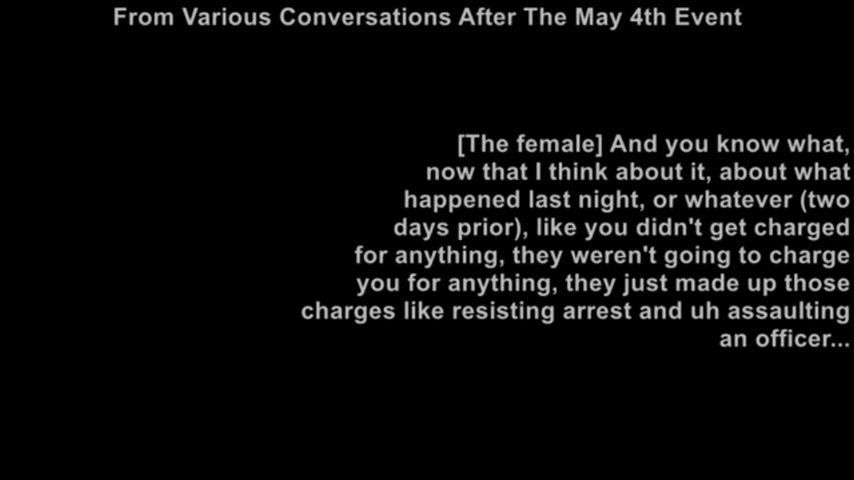 From Various Conversations After The May 4th Event
[The female] And you know what,
now that I think about it, about what
happened last night, or whatever (two
days prior), like you didn't get charged
for anything, they weren't going to charge
you for anything, they just made up those
charges like resisting arrest and uh assaulting
an officer...